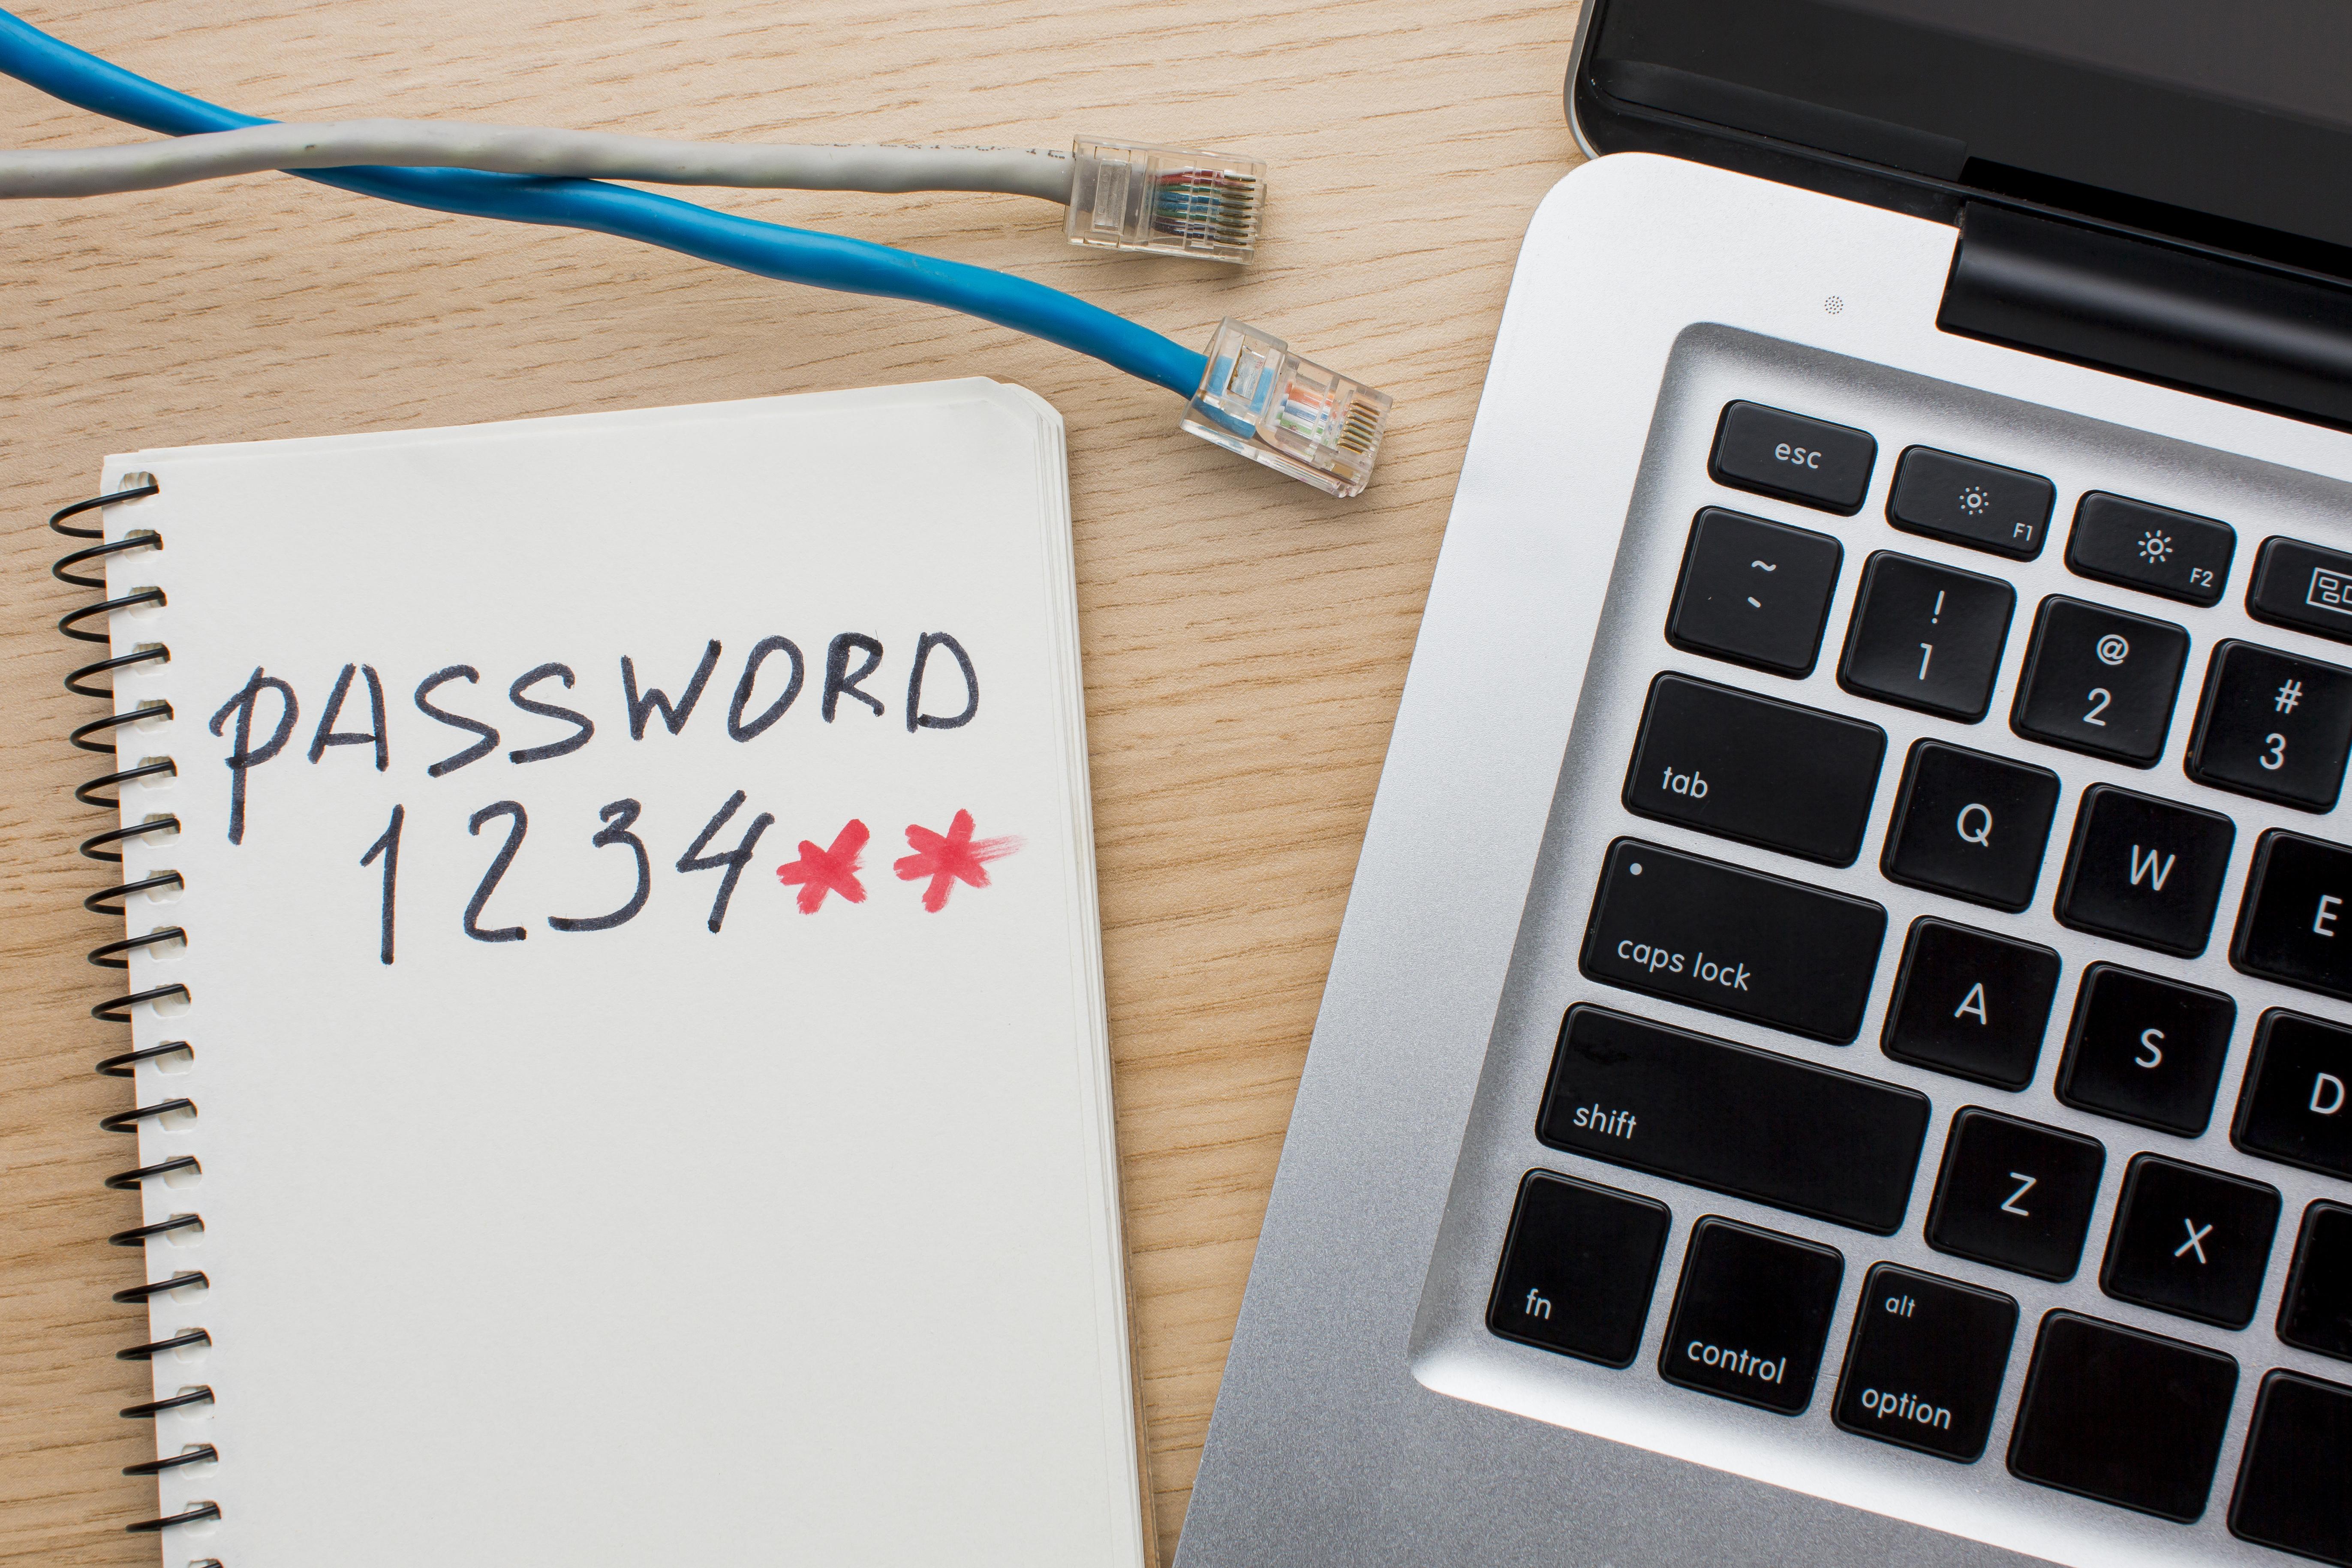 PASSWORD
1234**
esc
F1
F2
~
`
!
1
@
2
#
3
tab
Q
W
E
caps lock
A
S
D
shift
Z
X
fn
control
alt
option